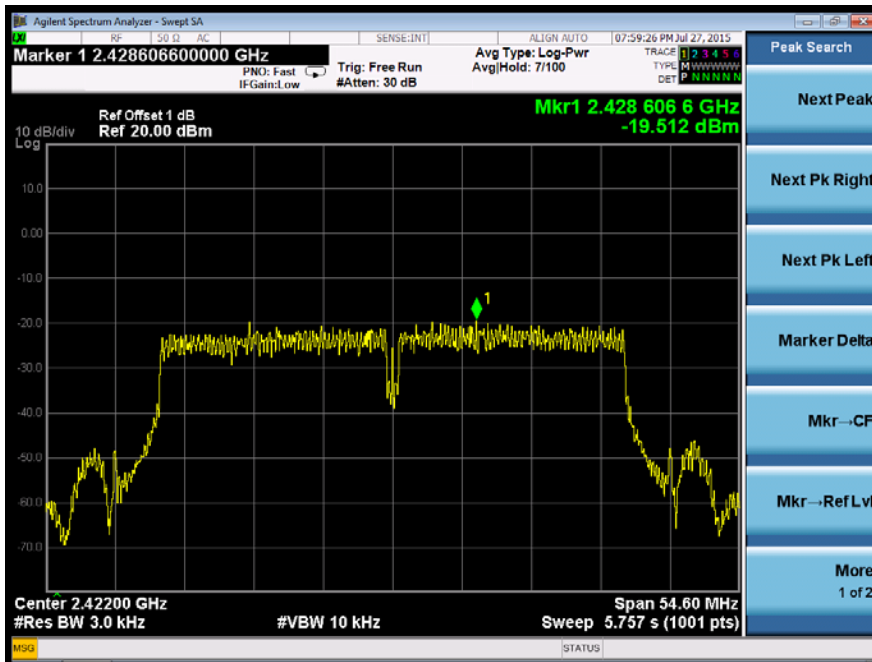 Agilent Spectrum Analyzer - Swept SA
RF 50 Ω AC SENSE:INT ALIGN AUTO 07:59:26 PM Jul 27, 2015
Marker 1 2.428606600000 GHz
PNO: Fast
IFGain:Low
Trig: Free Run
#Atten: 30 dB
Avg Type: Log-Pwr
Avg|Hold: 7/100
TRACE 1 2 3 4 5 6
TYPE M W W W W W
DET P N N N N N
Peak Search
Mkr1 2.428 606 6 GHz
-19.512 dBm
Ref Offset 1 dB
10 dB/div Ref 20.00 dBm
Log
10.0
0.00
-10.0
-20.0
-30.0
-40.0
-50.0
-60.0
-70.0
1
Center 2.42200 GHz Span 54.60 MHz
#Res BW 3.0 kHz #VBW 10 kHz Sweep 5.757 s (1001 pts)
Next Peak
Next Pk Right
Next Pk Left
Marker Delta
Mkr→CF
Mkr→Ref Lvl
More
1 of 2
MSG STATUS